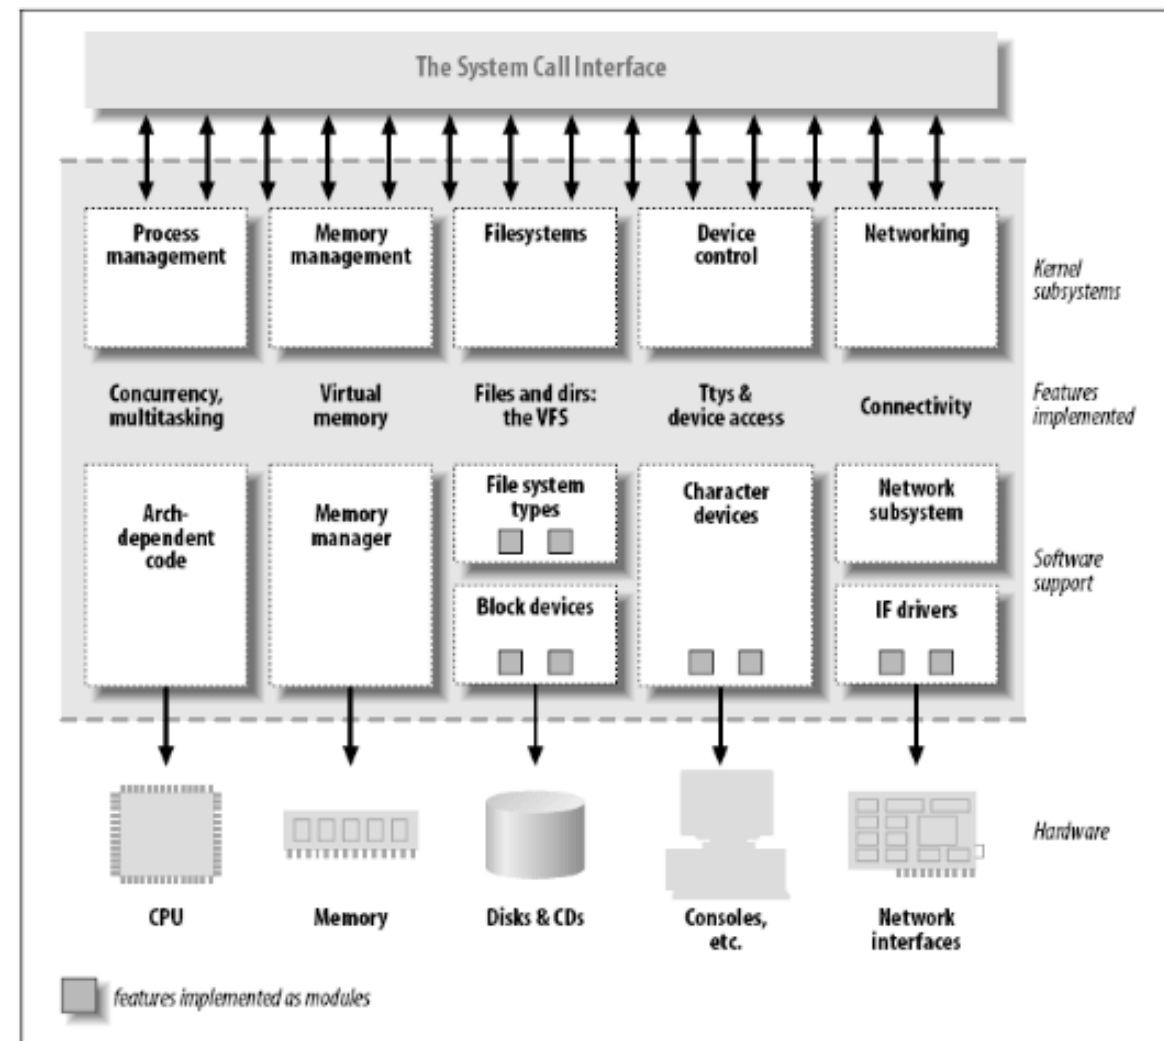 The System Call Interface
Process
management
Memory
management
Filesystems
Device
control
Networking
Kernel
subsystems
Concurrency,
multitasking
Virtual
memory
Files and dirs:
the VFS
Ttys &
device access
Connectivity
Features
implemented
Arch-
dependent
code
Memory
manager
File system
types
Block devices
Character
devices
Network
subsystem
IF drivers
Software
support
CPU
Memory
Disks & CDs
Consoles,
etc.
Network
interfaces
Hardware
features implemented as modules